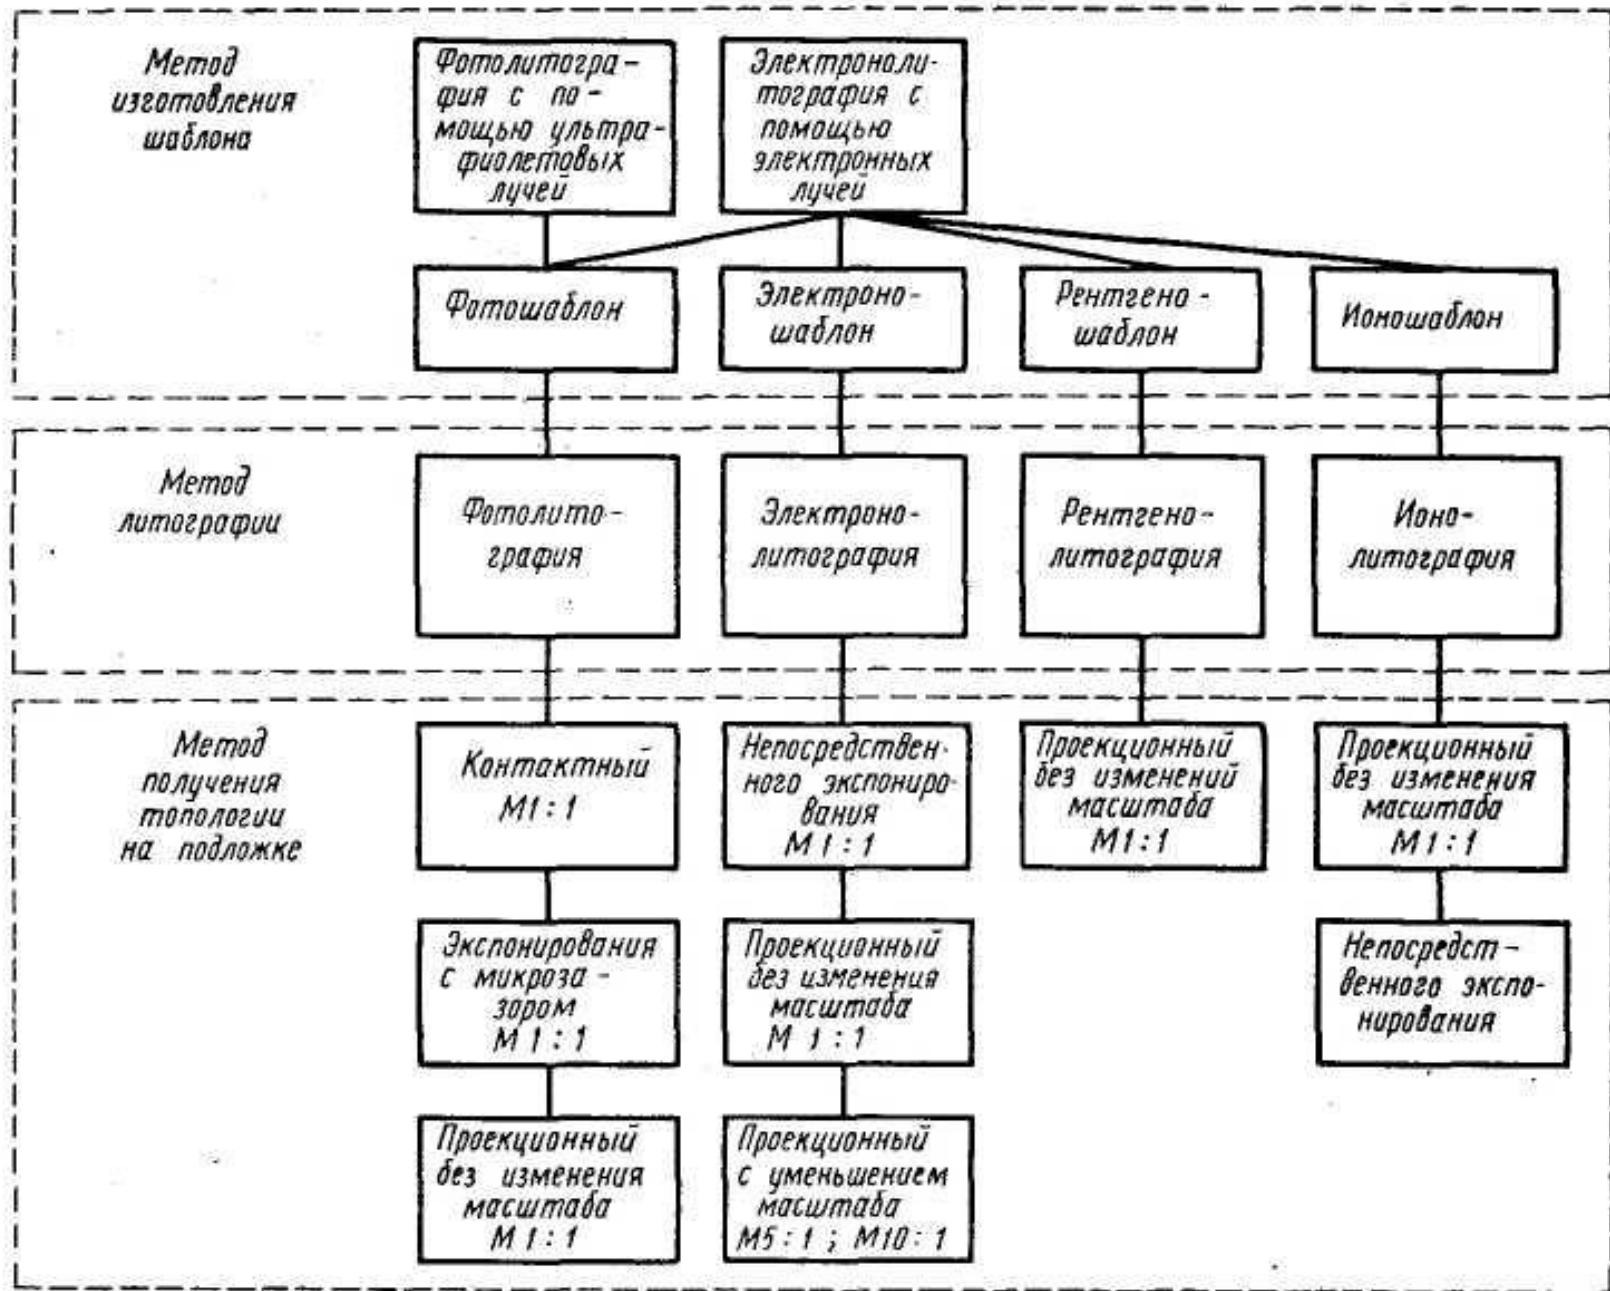 Метод
изготовления
шаблона
Фотолитогра-
фия с по-
мощью ультра-
фиолетовых
лучей
Электроноли-
тография с
помощью
электронных
лучей
Фотошаблон
Электроно-
шаблон
Рентгено-
шаблон
Ионошаблон
Метод
литографии
Фотолито-
графия
Электроно-
литография
Рентгено-
литография
Ионо-
литография
Метод
получения
топологии
на подложке
Контактный
М1:1
Непосредствен-
ного экспониро-
вания
М 1:1
Проекционный
без изменений
масштаба
М1:1
Проекционный
без изменения
масштаба
М1:1
Экспонирования
с микроза-
зором
М 1:1
Проекционный
без изменения
масштаба
М 1:1
Непосредст-
венного экспо-
нирования
Проекционный
без изменения
масштаба
М 1:1
Проекционный
с уменьшением
масштаба
М5:1; М10:1